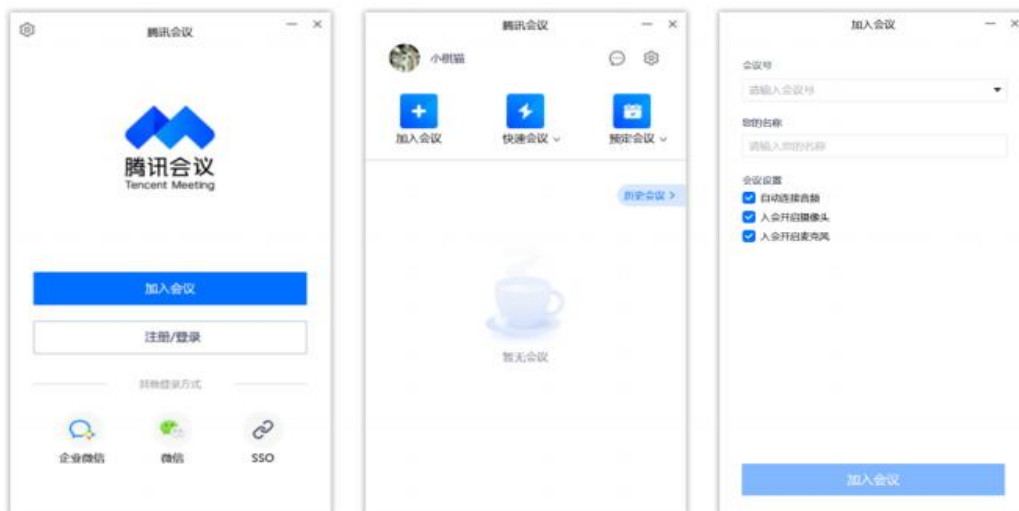 腾讯会议
腾讯会议
Tencent Meeting
加入会议
注册/登录
其他登录方式
企业微信
微信
SSO
腾讯会议
小树猫
加入会议
快速会议
预定会议
历史会议
暂无会议
加入会议
会议号
请输入会议号
您的名称
请输入您的名称
会议设置
自动连接音频
入会开启摄像头
入会开启麦克风
加入会议